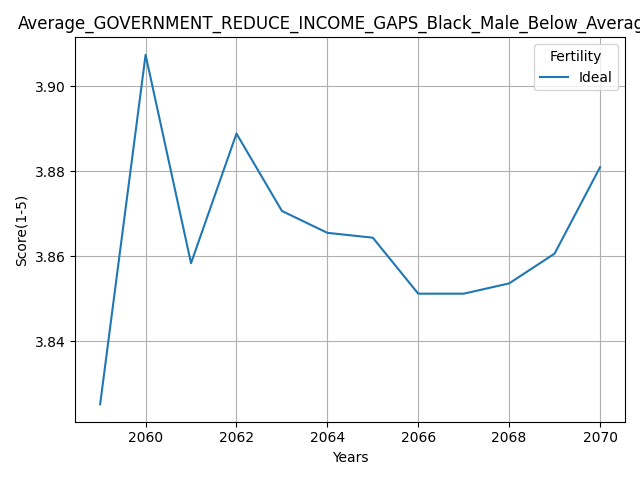 Average_GOVERNMENT_REDUCE_INCOME_GAPS_Black_Male_Below_Averag
Fertility
Ideal
3.90
3.88
3.86
3.84
Score(1-5)
2060 2062 2064 2066 2068 2070
Years